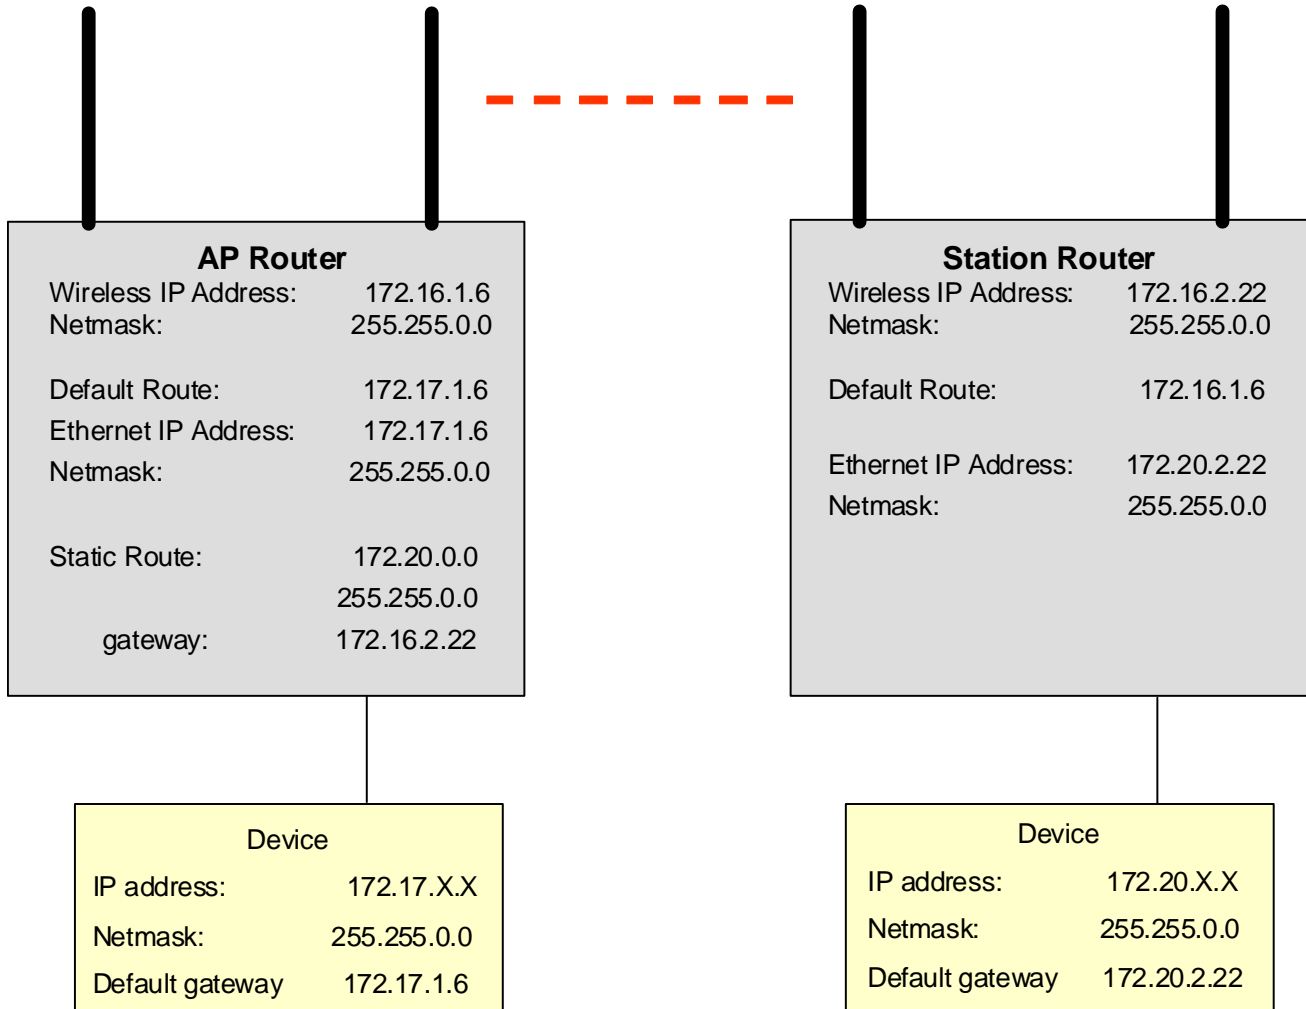 AP Router
Wireless IP Address: 172.16.1.6
Netmask: 255.255.0.0
Default Route: 172.17.1.6
Ethernet IP Address: 172.17.1.6
Netmask: 255.255.0.0
Static Route: 172.20.0.0
255.255.0.0
gateway: 172.16.2.22
Station Router
Wireless IP Address: 172.16.2.22
Netmask: 255.255.0.0
Default Route: 172.16.1.6
Ethernet IP Address: 172.20.2.22
Netmask: 255.255.0.0
Device
IP address: 172.17.X.X
Netmask: 255.255.0.0
Default gateway 172.17.1.6
Device
IP address: 172.20.X.X
Netmask: 255.255.0.0
Default gateway 172.20.2.22